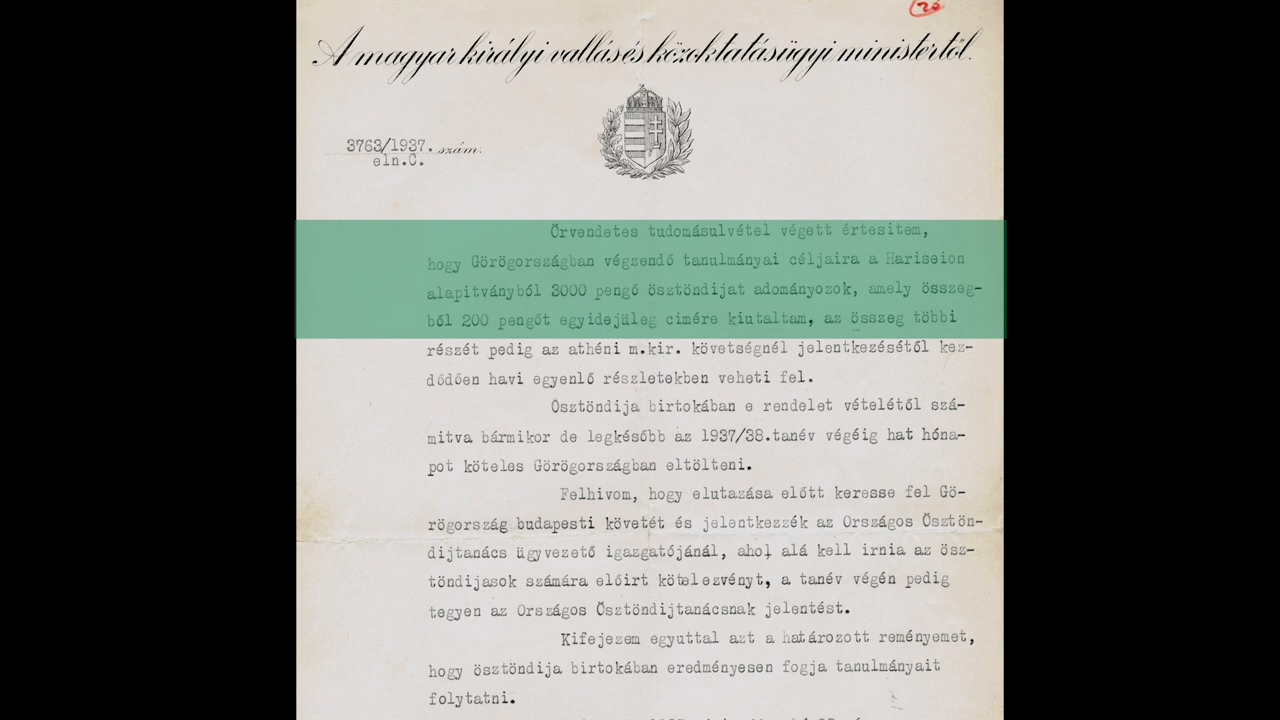 26
A magyar királyi vallás és közoktatásügyi ministertől.
3763/1937. szám.
eln.C.
Örvendetes tudomásulvétel végett értesitem,
hogy Görögországban végzendő tanulmányai céljaira a Hariseion
alapitványból 3000 pengő ösztöndijat adományozok, amely összeg-
ből 200 pengőt egyidejüleg cimére kiutaltam, az összeg többi
részét pedig az athéni m.kir. követségnél jelentkezésétől kez-
dődően havi egyenlő részletekben veheti fel.
Ösztöndija birtokában e rendelet vételétől szá-
mitva bármikor de legkésőbb az 1937/38.tanév végéig hat hóna-
pot köteles Görögországban eltölteni.
Felhivom, hogy elutazása előtt keresse fel Gö-
rögország budapesti követét és jelentkezzék az Országos Ösztön-
dijtanács ügyvezető igazgatójánál, ahol alá kell irnia az ösz-
töndijasok számára előirt kötelezvényt, a tanév végén pedig
tegyen az Országos Ösztöndijtanácsnak jelentést.
Kifejezem egyuttal azt a határozott reményemet,
hogy ösztöndija birtokában eredményesen fogja tanulmányait
folytatni.